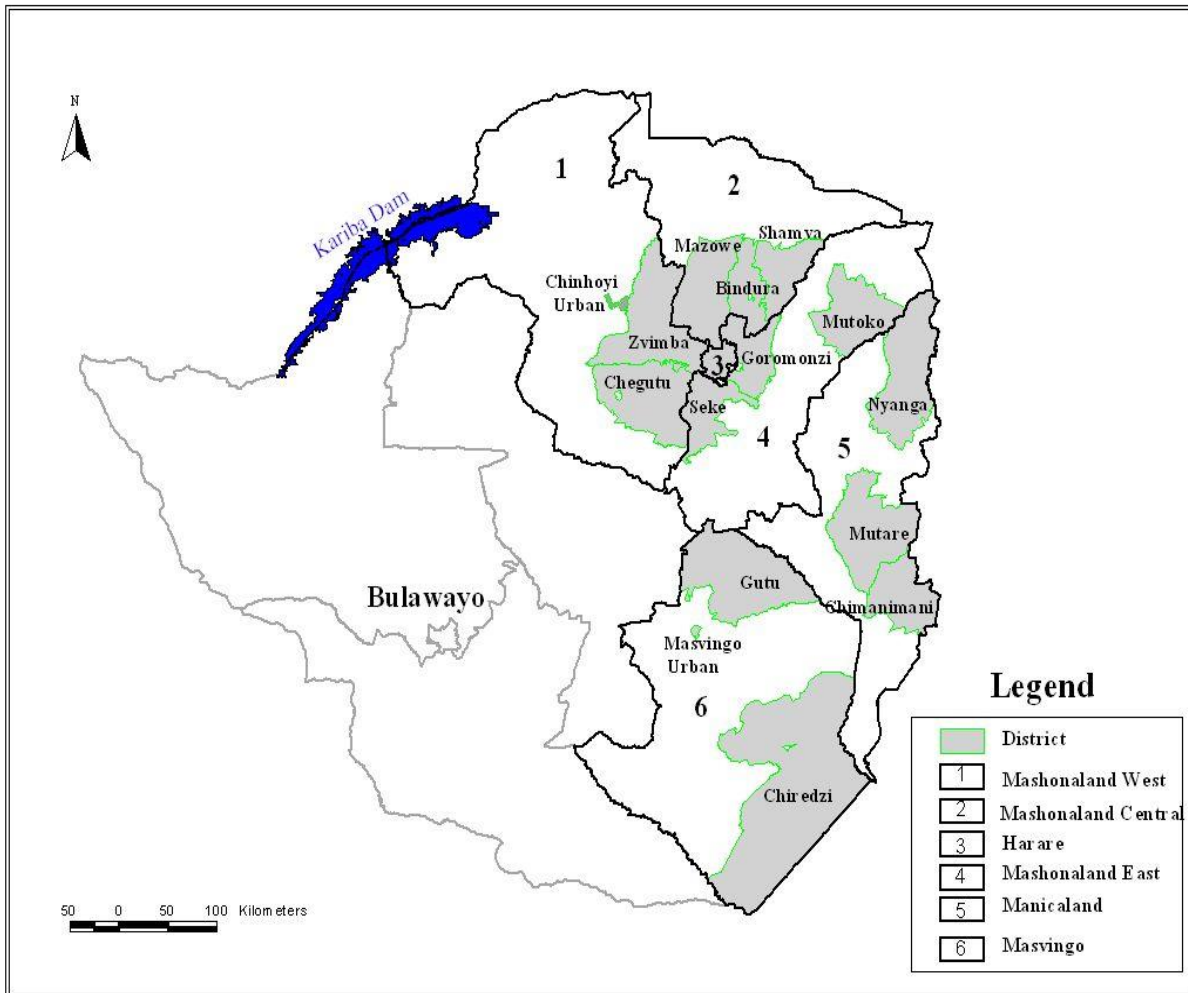 N
1
2
Kariba Dam
Shamva
Mazowe
Chinhoyi
Urban
Bindura
Mutoko
Zvimba
3
Goromonzi
Chegutu
Seke
Nyanga
4
5
Mutare
Gutu
Bulawayo
Chimanimani
Masvingo
Urban
6
Chiredzi
Legend
District
1 Mashonaland West
2 Mashonaland Central
3 Harare
4 Mashonaland East
5 Manicaland
6 Masvingo
50 0 50 100 Kilometers